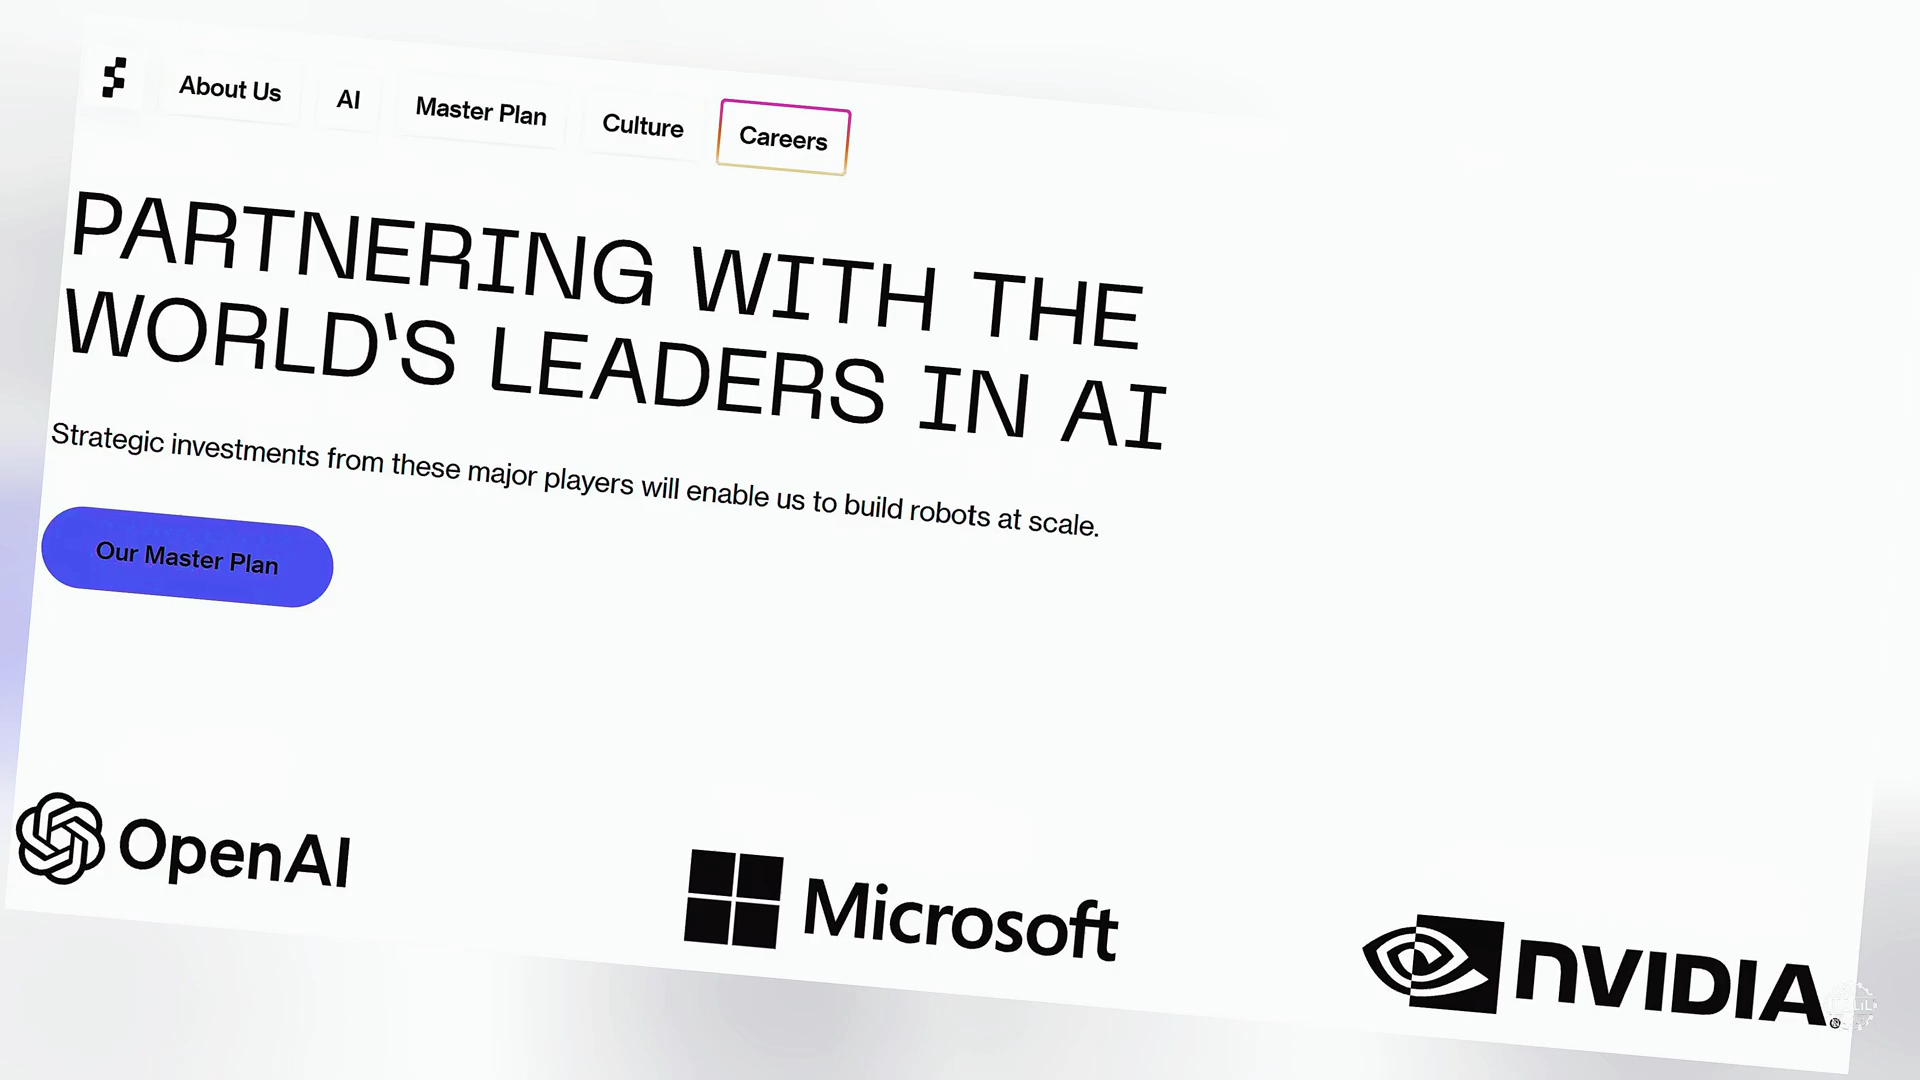 About Us
AI
Master Plan
Culture
Careers
PARTNERING WITH THE
WORLD'S LEADERS IN AI
Strategic investments from these major players will enable us to build robots at scale.
Our Master Plan
OpenAI
Microsoft
NVIDIA